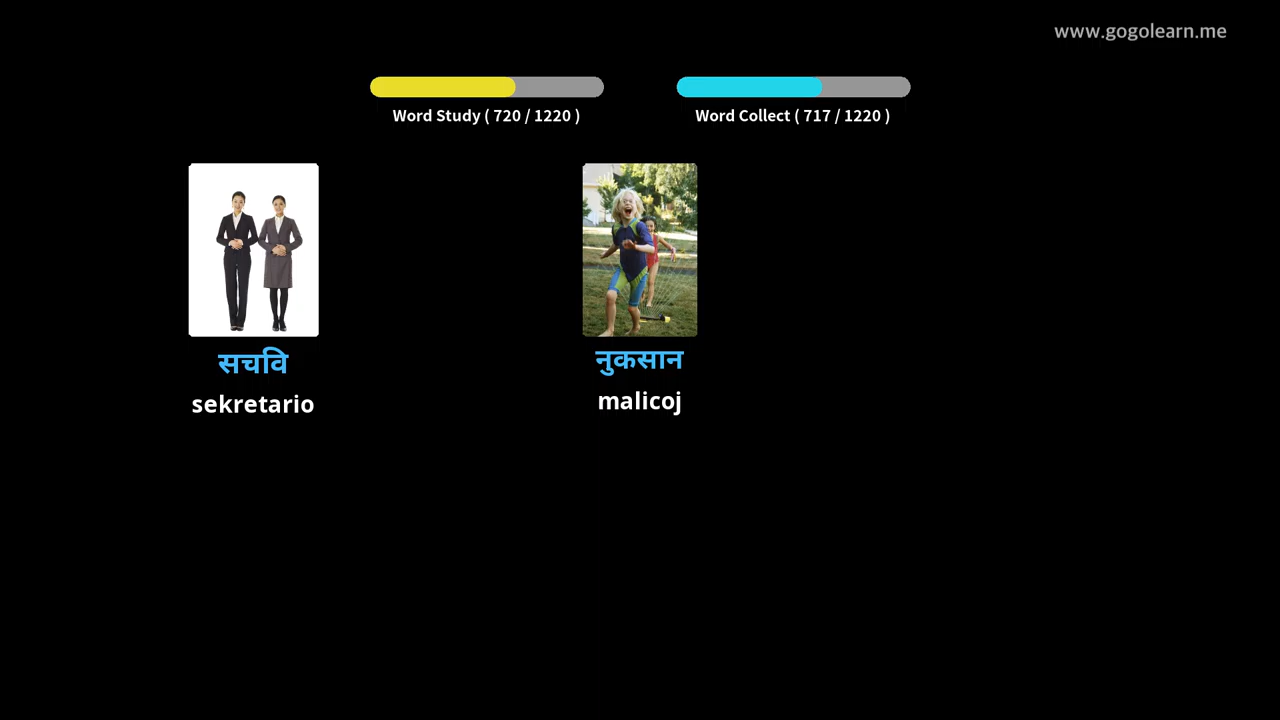 www.gogolearn.me
Word Study ( 720 / 1220 )
Word Collect ( 717 / 1220 )
सचवि
sekretario
नुकसान
malicoj